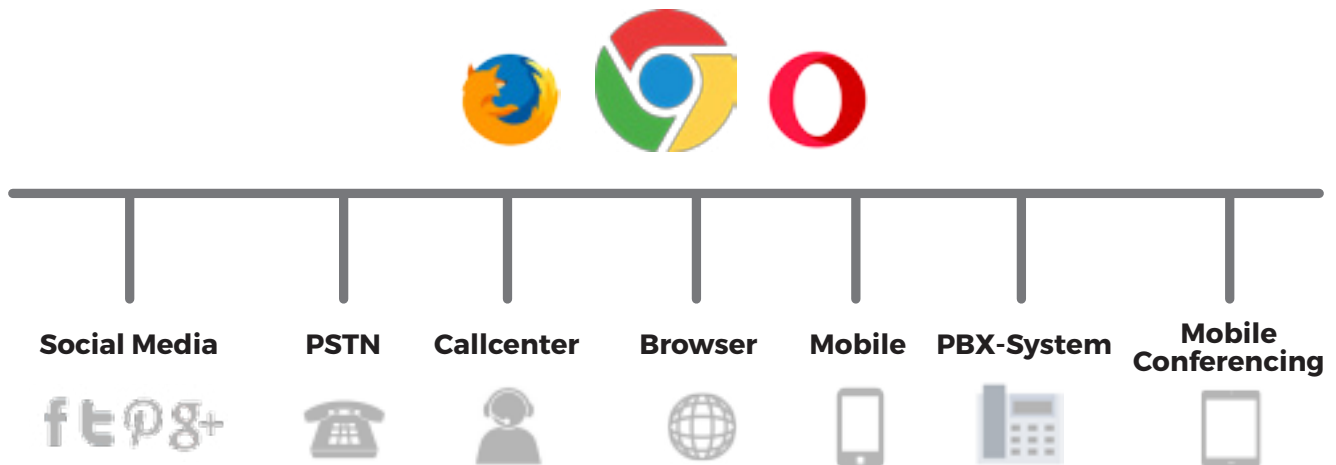 Social Media
PSTN
Callcenter
Browser
Mobile
PBX-System
Mobile
Conferencing
f t p g+